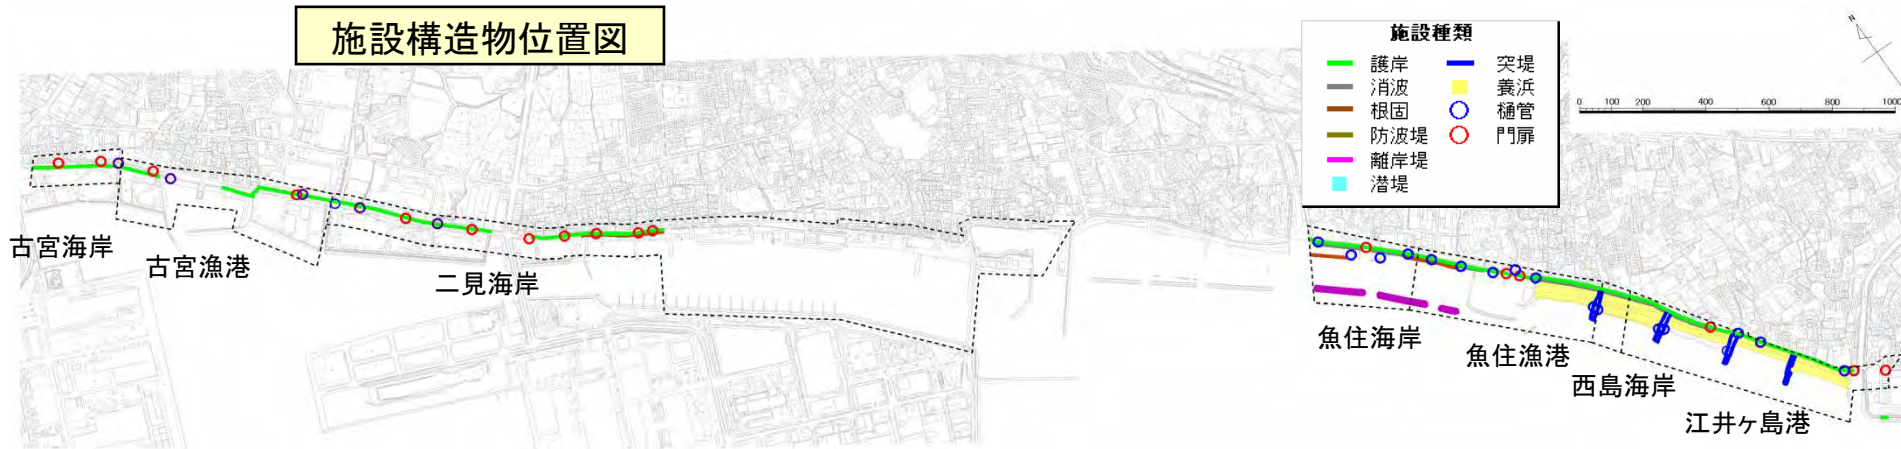 施設構造物位置図
施設種類
護岸
消波
根固
防波堤
離岸堤
潜堤
突堤
養浜
樋管
門扉
N
0 100 200 400 600 800 1000
古宮海岸
古宮漁港
二見海岸
魚住海岸
魚住漁港
西島海岸
江井ヶ島港